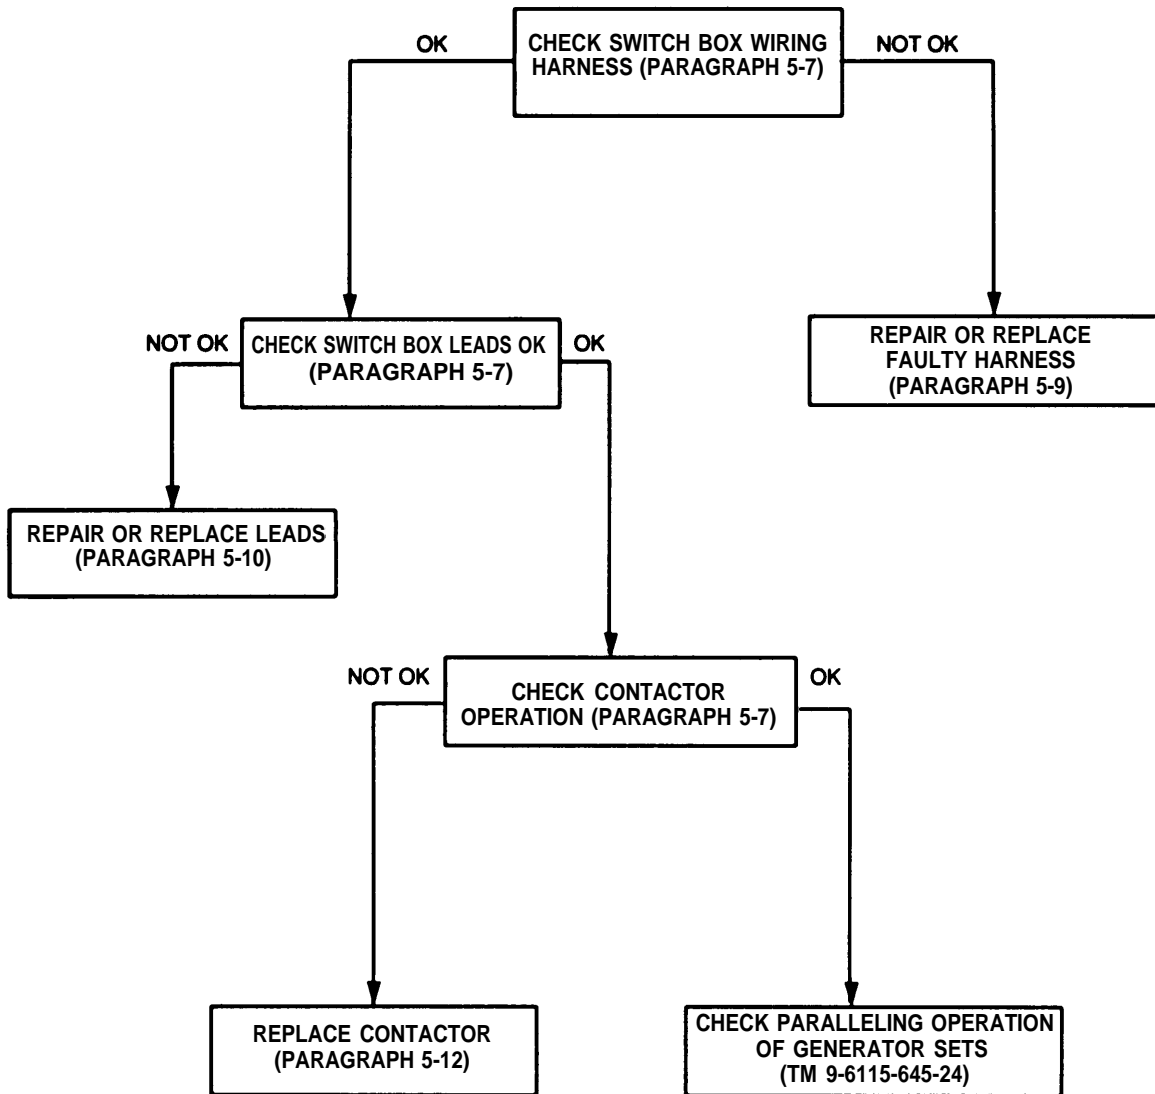 OK
CHECK SWITCH BOX WIRING
HARNESS (PARAGRAPH 5-7)
NOT OK
NOT OK
CHECK SWITCH BOX LEADS OK
(PARAGRAPH 5-7)
OK
REPAIR OR REPLACE
FAULTY HARNESS
(PARAGRAPH 5-9)
REPAIR OR REPLACE LEADS
(PARAGRAPH 5-10)
NOT OK
CHECK CONTACTOR
OPERATION (PARAGRAPH 5-7)
OK
REPLACE CONTACTOR
(PARAGRAPH 5-12)
CHECK PARALLELING OPERATION
OF GENERATOR SETS
(TM 9-6115-645-24)